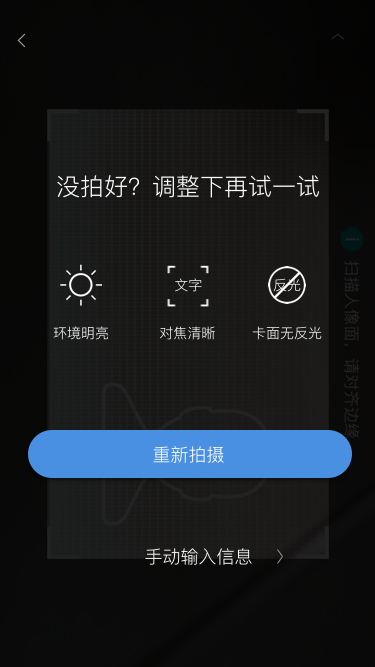 没拍好？调整下再试一试
文字
反光
环境明亮
对焦清晰
卡面无反光
扫描人像面，请对齐边缘
重新拍摄
手动输入信息